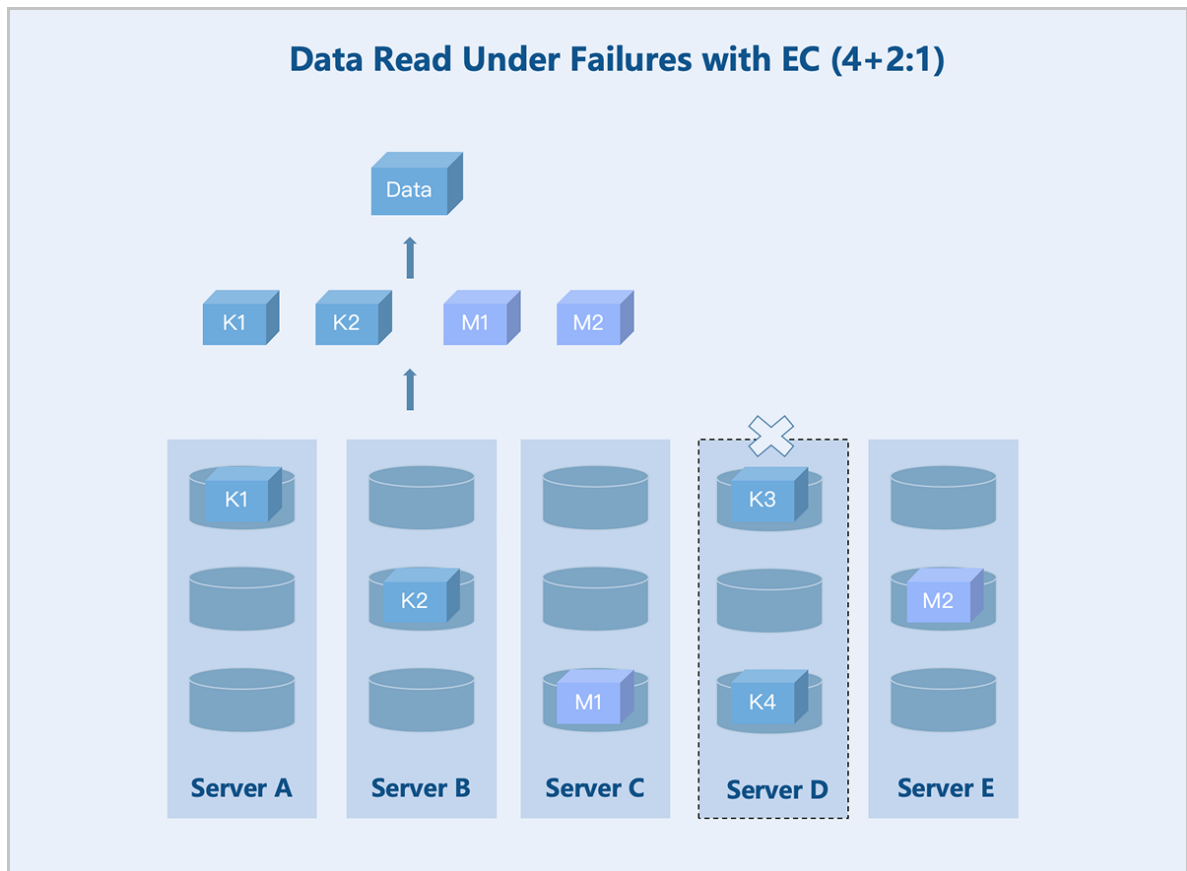 Data Read Under Failures with EC (4+2:1)
Data
K1 K2 M1 M2
K1 K3
K2 M2
M1 K4
Server A Server B Server C Server D Server E